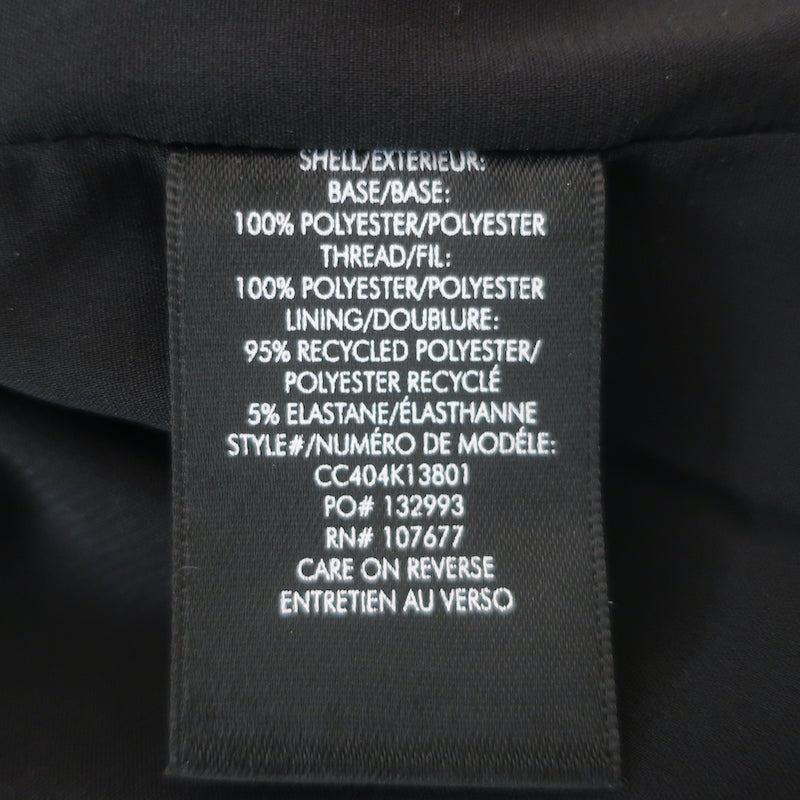 SHELL/EXTERIEUR:
BASE/BASE:
100% POLYESTER/POLYESTER
THREAD/FIL:
100% POLYESTER/POLYESTER
LINING/DOUBLURE:
95% RECYCLED POLYESTER/
POLYESTER RECYCLÉ
5% ELASTANE/ÉLASTHANNE
STYLE#/NUMÉRO DE MODÉLE:
CC404K13801
PO# 132993
RN# 107677
CARE ON REVERSE
ENTRETIEN AU VERSO